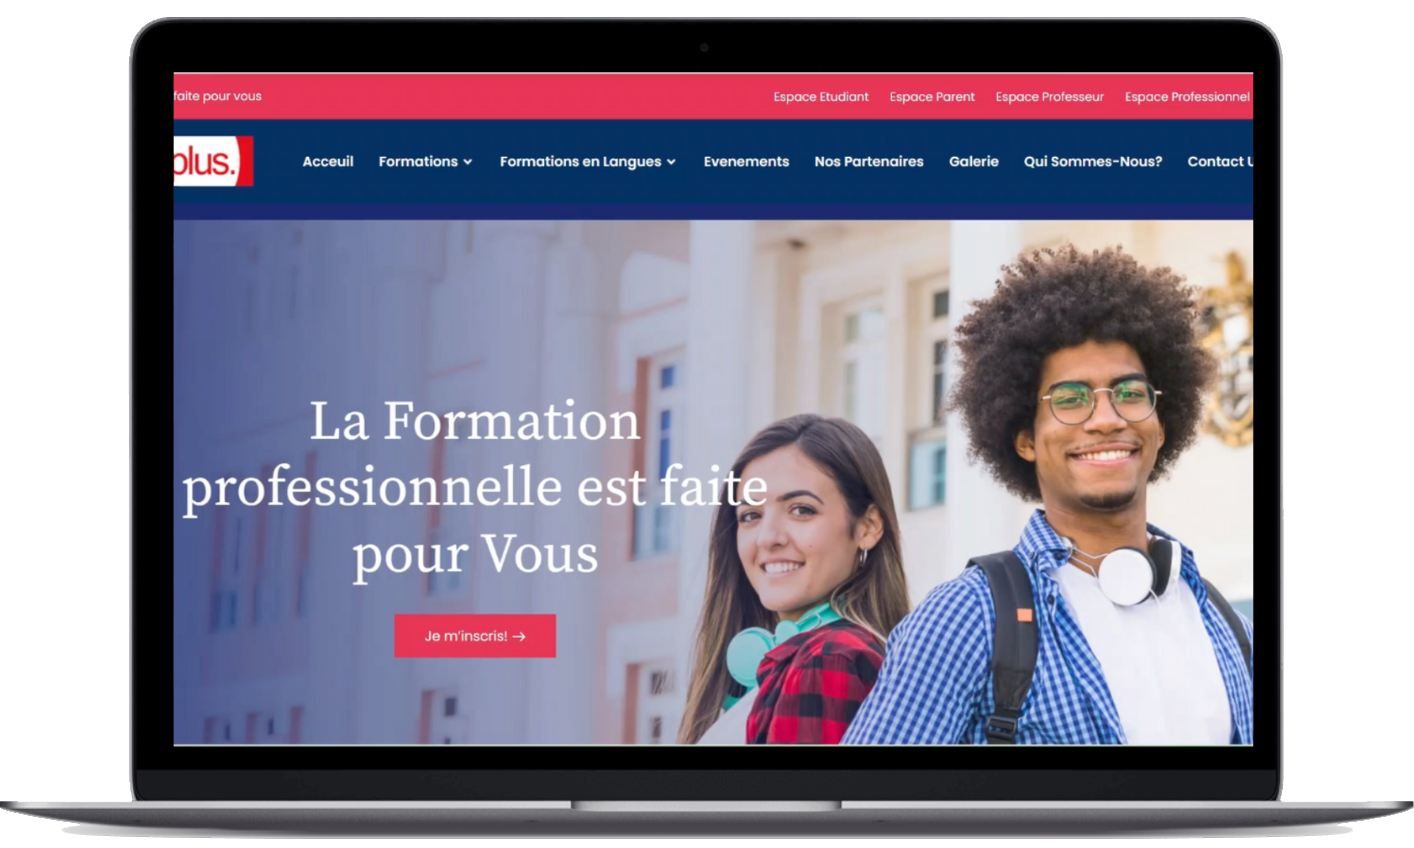 faite pour vous
Espace Etudiant Espace Parent Espace Professeur Espace Professionnel
plus.
Acceuil Formations Formations en Langues Evenements Nos Partenaires Galerie Qui Sommes-Nous? Contact U
La Formation
professionnelle est faite
pour Vous
Je m'inscris! →